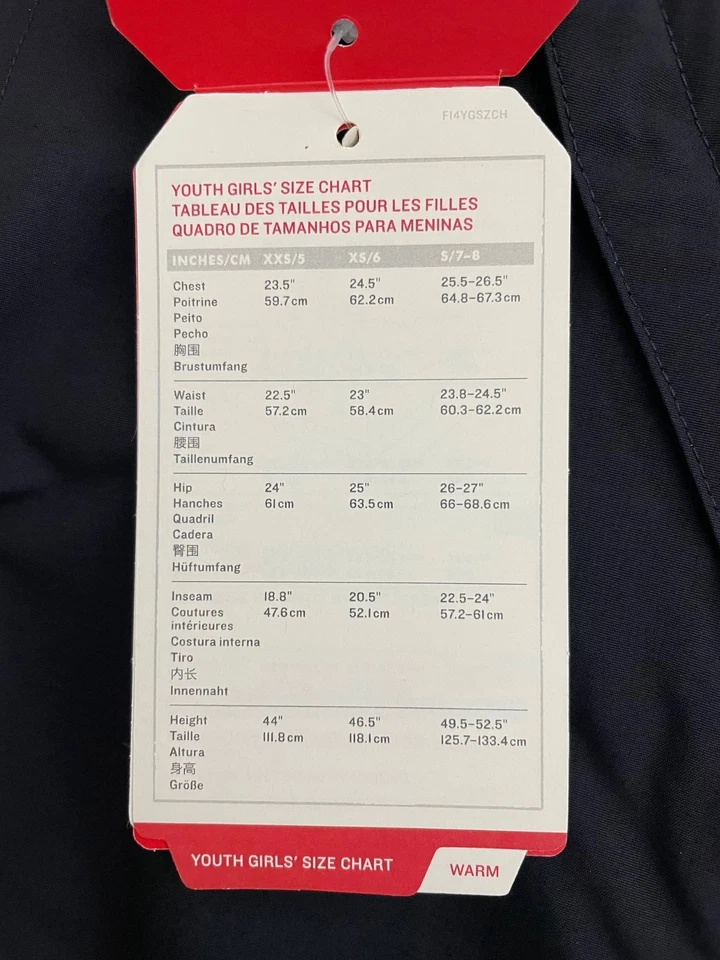 FI4YGSZCH
YOUTH GIRLS' SIZE CHART
TABLEAU DES TAILLES POUR LES FILLES
QUADRO DE TAMANHOS PARA MENINAS
INCHES/CM XXS/5 XS/6 S/7-8
Chest 23.5" 24.5" 25.5-26.5"
Poitrine 59.7cm 62.2cm 64.8-67.3cm
Peito
Pecho
胸围
Brustumfang
Waist 22.5" 23" 23.8-24.5"
Taille 57.2cm 58.4cm 60.3-62.2cm
Cintura
腰围
Taillenumfang
Hip 24" 25" 26-27"
Hanches 61cm 63.5cm 66-68.6cm
Quadril
Cadera
臀围
Hüftumfang
Inseam 18.8" 20.5" 22.5-24"
Coutures 47.6cm 52.1cm 57.2-61cm
intérieures
Costura interna
Tiro
内长
Innennaht
Height 44" 46.5" 49.5-52.5"
Taille 111.8cm 118.1cm 125.7-133.4cm
Altura
身高
Größe
YOUTH GIRLS' SIZE CHART WARM